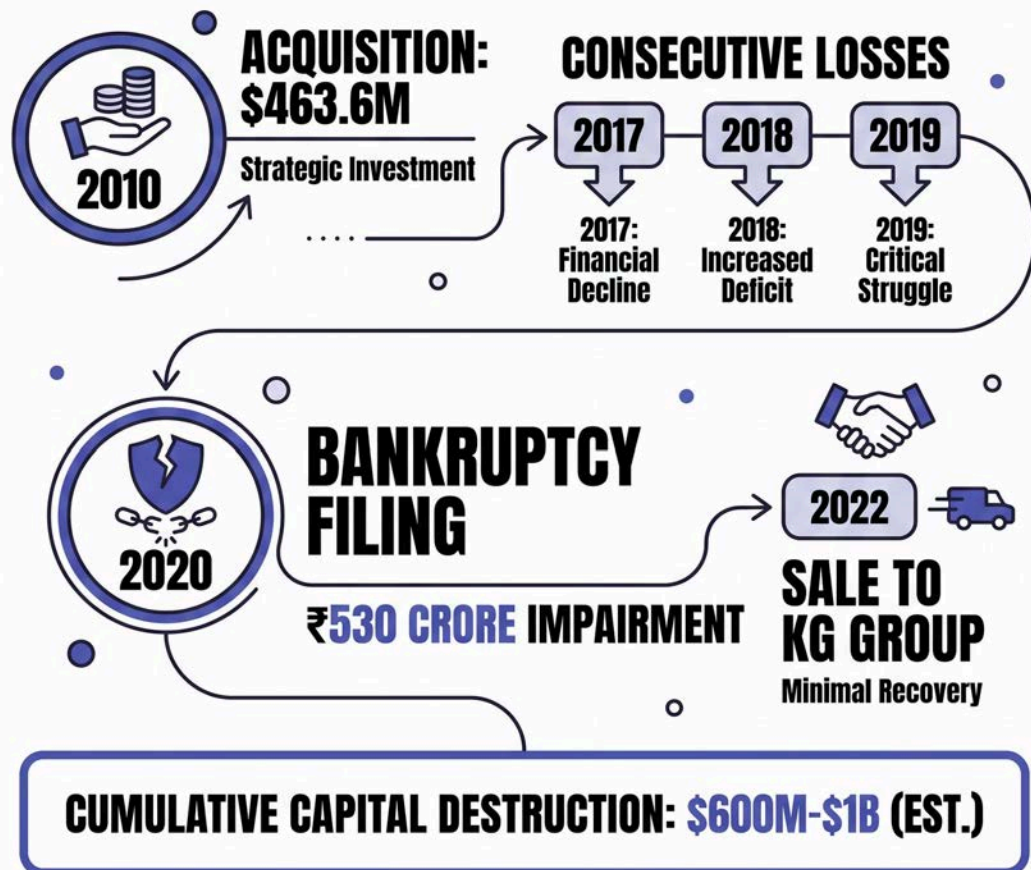 2010
ACQUISITION:
$463.6M
Strategic Investment
CONSECUTIVE LOSSES
2017
2018
2019
2017:
Financial
Decline
2018:
Increased
Deficit
2019:
Critical
Struggle
2020
BANKRUPTCY
FILING
₹530 CRORE IMPAIRMENT
2022
SALE TO
KG GROUP
Minimal Recovery
CUMULATIVE CAPITAL DESTRUCTION: $600M-$1B (EST.)